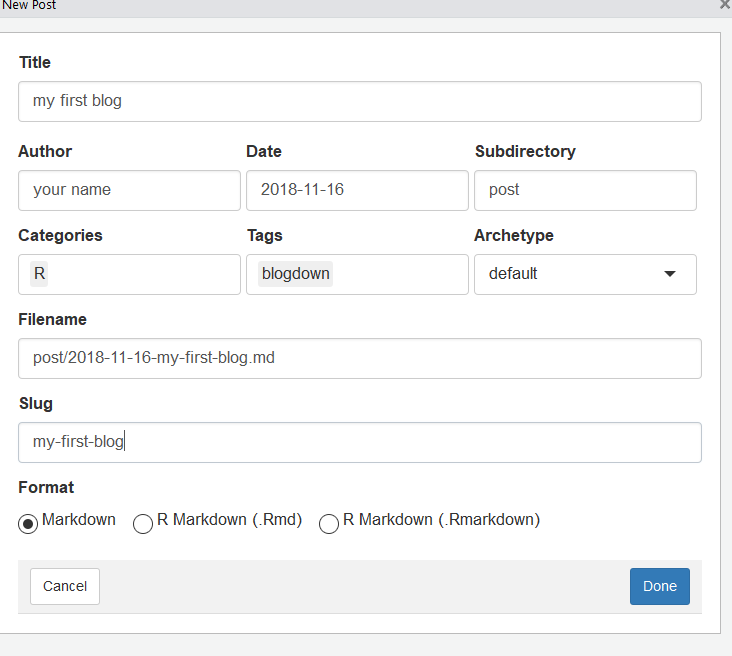 New Post
Title
my first blog
Author Date Subdirectory
your name 2018-11-16 post
Categories Tags Archetype
R blogdown default
Filename
post/2018-11-16-my-first-blog.md
Slug
my-first-blog
Format
Markdown R Markdown (.Rmd) R Markdown (.Rmarkdown)
Cancel Done